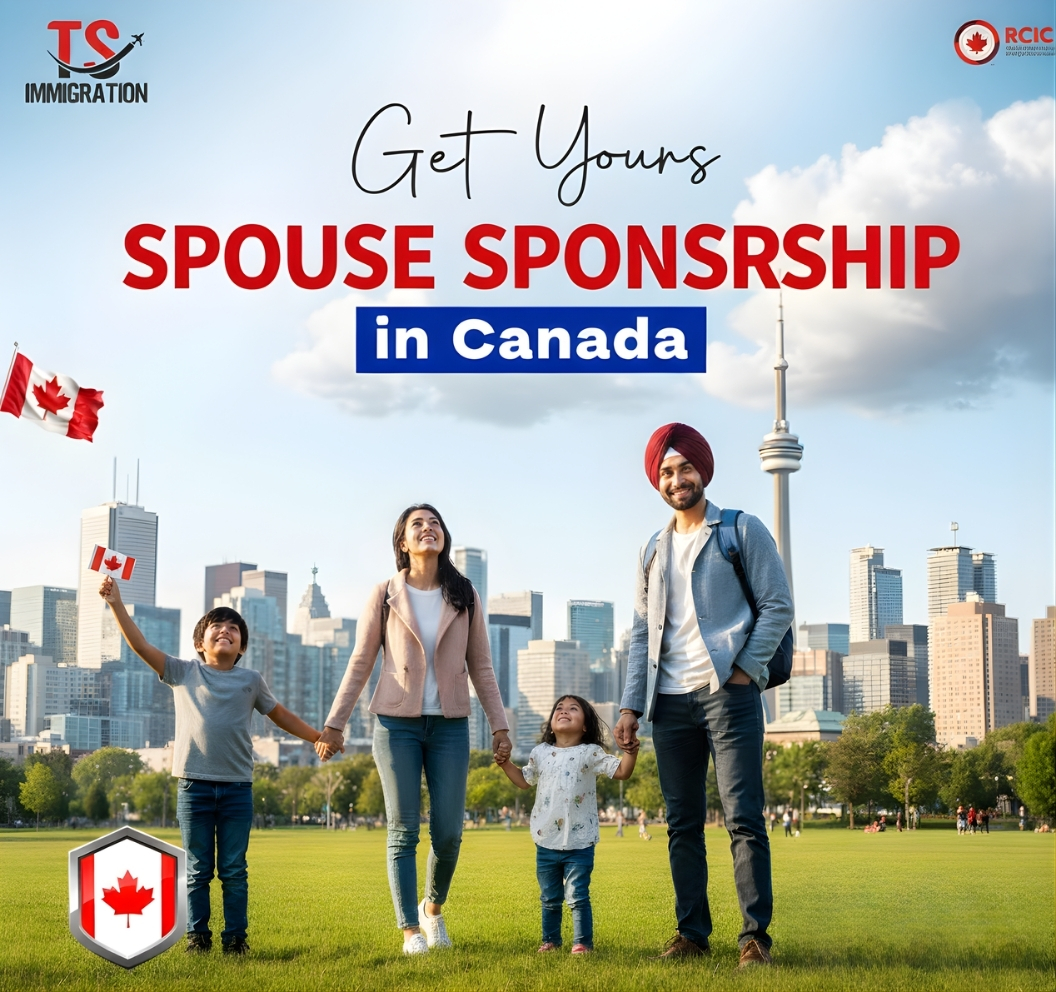 TS
IMMIGRATION
RCIC
Get Yours
SPOUSE SPONSRSHIP
in Canada